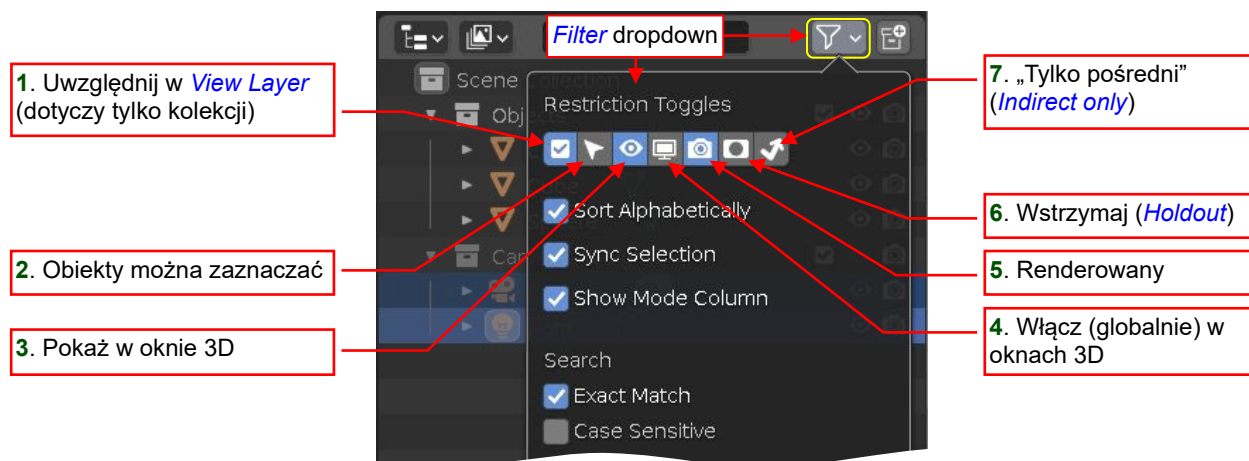 Filter dropdown
1. Uwzględnij w View Layer
(dotyczy tylko kolekcji)
7. „Tylko pośredni”
(Indirect only)
Scene Collection
Restriction Toggles
Sort Alphabetically
6. Wstrzymaj (Holdout)
Sync Selection
2. Obiekty można zaznaczać
5. Renderowany
Show Mode Column
3. Pokaż w oknie 3D
4. Włącz (globalnie) w
oknach 3D
Search
Exact Match
Case Sensitive